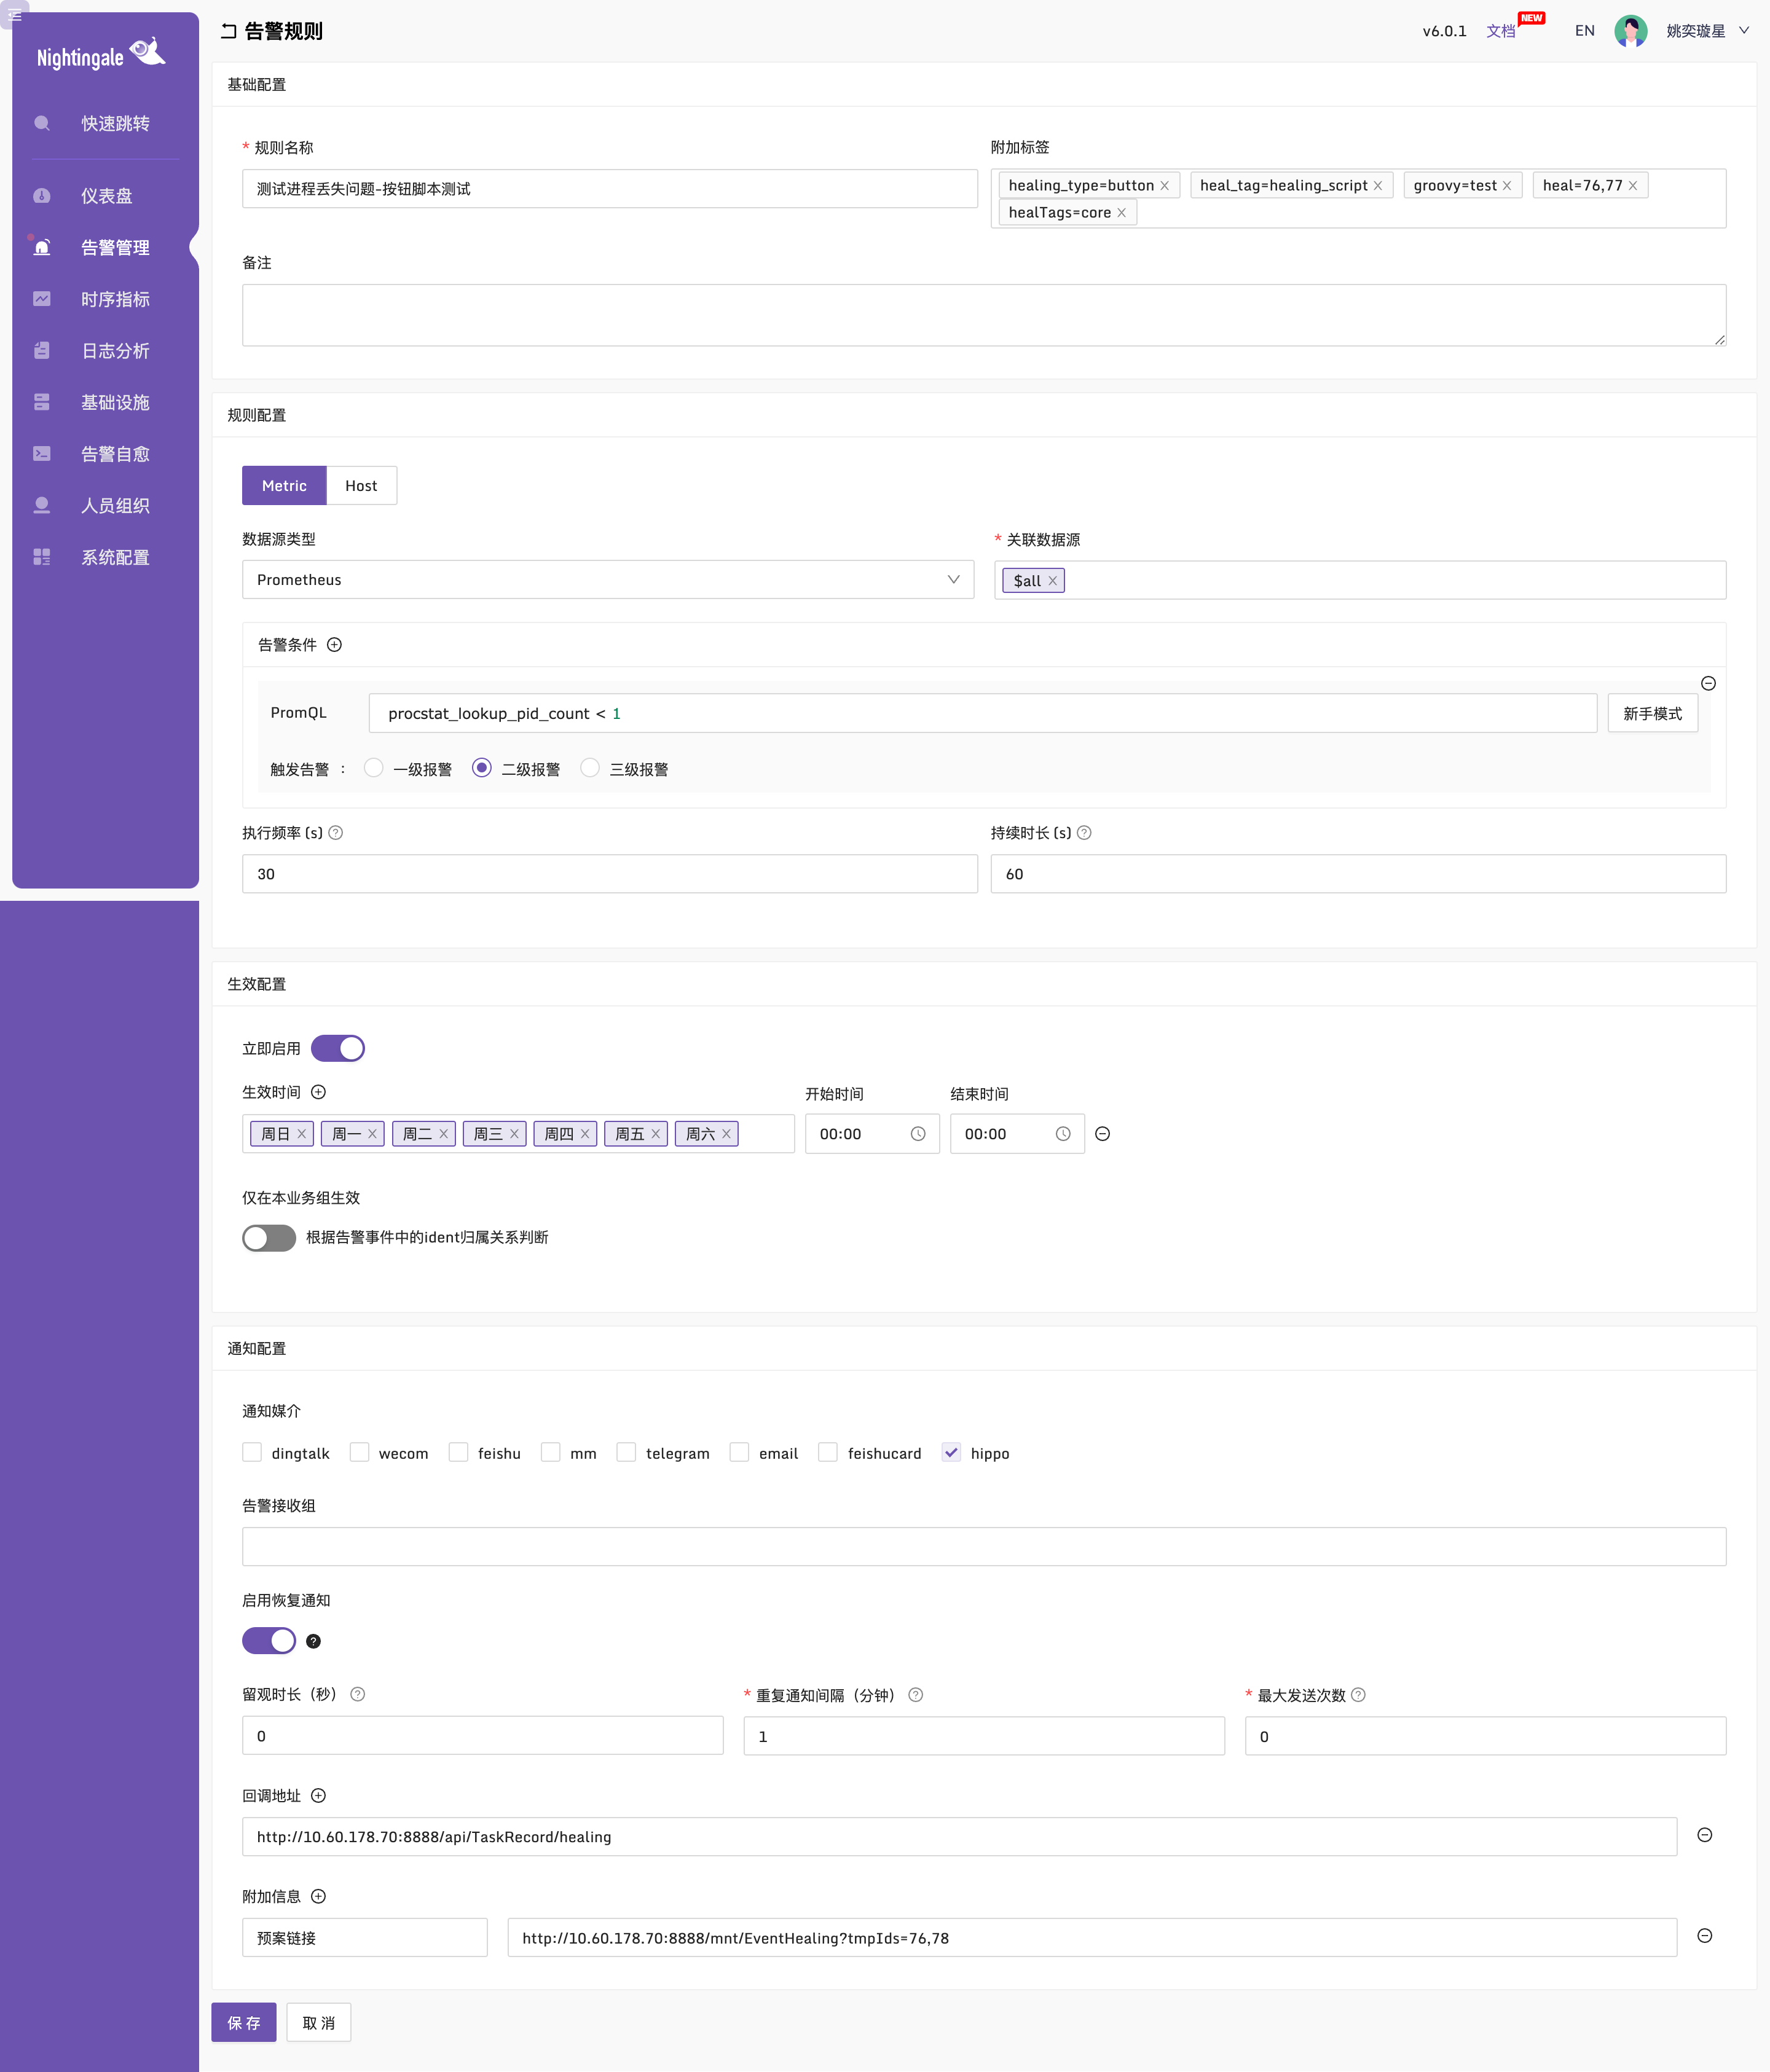 Nightingale
快速跳转
仪表盘
告警管理
时序指标
日志分析
基础设施
告警自愈
人员组织
系统配置
告警规则
v6.0.1 文档 NEW EN 姚奕璇星
基础配置
* 规则名称
测试进程丢失问题-按钮脚本测试
附加标签
healing_type=button heal_tag=healing_script groovy=test heal=76,77
healTags=core
备注
规则配置
Metric Host
数据源类型
Prometheus
* 关联数据源
$all
告警条件
PromQL procstat_lookup_pid_count < 1 新手模式
触发告警 : 一级报警 二级报警 三级报警
执行频率 (s)
30
持续时长 (s)
60
生效配置
立即启用
生效时间 开始时间 结束时间
周日 周一 周二 周三 周四 周五 周六 00:00 00:00
仅在本业务组生效
根据告警事件中的ident归属关系判断
通知配置
通知媒介
dingtalk wecom feishu mm telegram email feishucard hippo
告警接收组
启用恢复通知
留观时长（秒） * 重复通知间隔（分钟） * 最大发送次数
0 1 0
回调地址
http://10.60.178.70:8888/api/TaskRecord/healing
附加信息
预案链接 http://10.60.178.70:8888/mnt/EventHealing?tmpIds=76,78
保存 取消